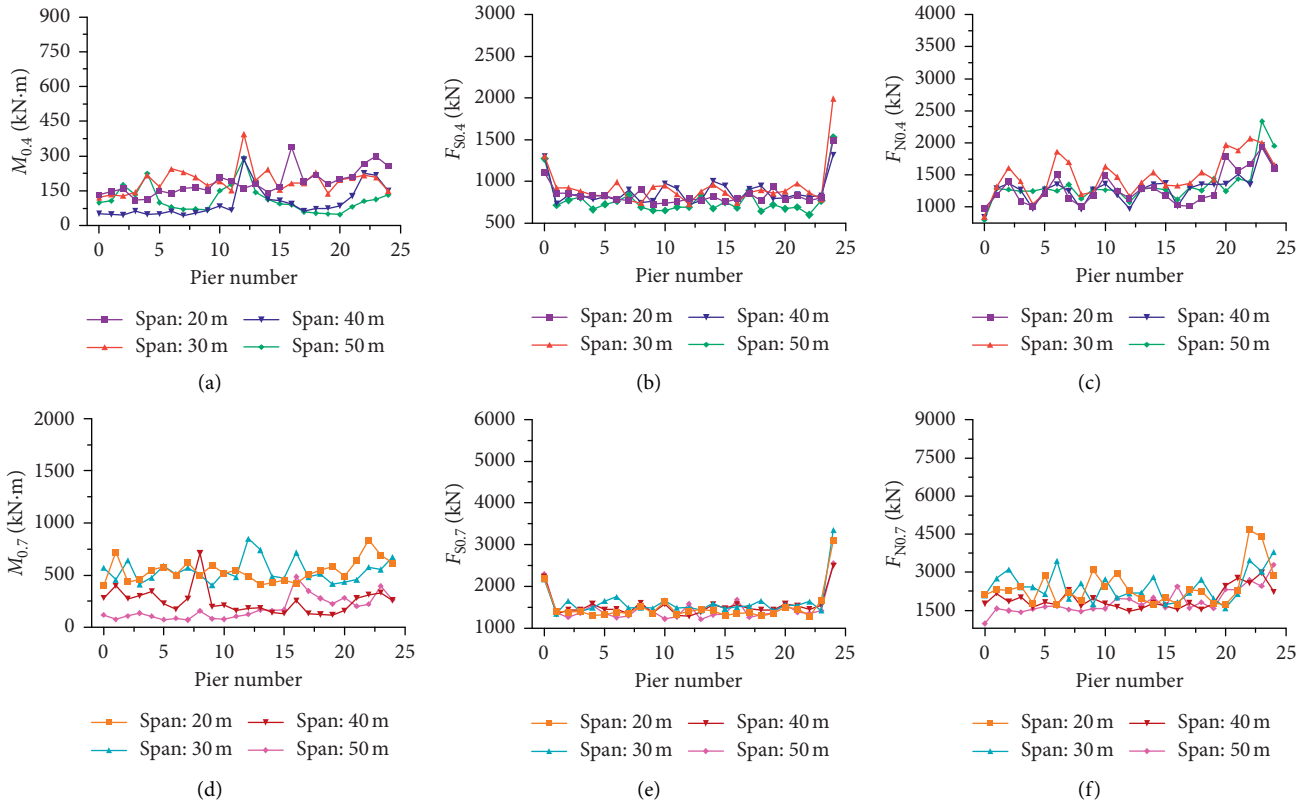 900
750
600
450
300
150
0
M0.4 (kN·m)
0 5 10 15 20 25
Pier number
Span: 20 m
Span: 40 m
Span: 30 m
Span: 50 m
(a)
3000
2500
2000
1500
1000
500
FS0.4 (kN)
0 5 10 15 20 25
Pier number
Span: 20 m
Span: 40 m
Span: 30 m
Span: 50 m
(b)
4000
3500
3000
2500
2000
1500
1000
FN0.4 (kN)
0 5 10 15 20 25
Pier number
Span: 20 m
Span: 40 m
Span: 30 m
Span: 50 m
(c)
2000
1500
1000
500
0
M0.7 (kN·m)
0 5 10 15 20 25
Pier number
Span: 20 m
Span: 40 m
Span: 30 m
Span: 50 m
(d)
6000
5000
4000
3000
2000
1000
FS0.7 (kN)
0 5 10 15 20 25
Pier number
Span: 20 m
Span: 40 m
Span: 30 m
Span: 50 m
(e)
9000
7500
6000
4500
3000
1500
FN0.7 (kN)
0 5 10 15 20 25
Pier number
Span: 20 m
Span: 40 m
Span: 30 m
Span: 50 m
(f)